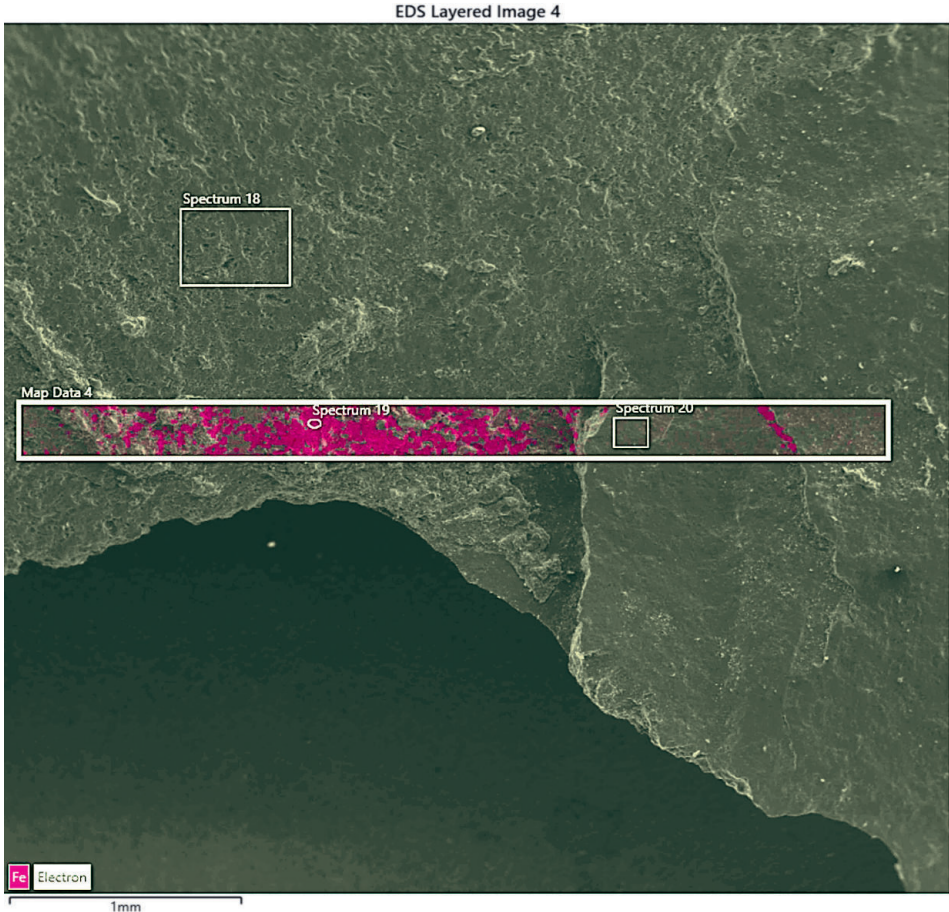 EDS Layered Image 4
Spectrum 18
Map Data 4
Spectrum 19
Spectrum 20
Fe
Electron
1mm